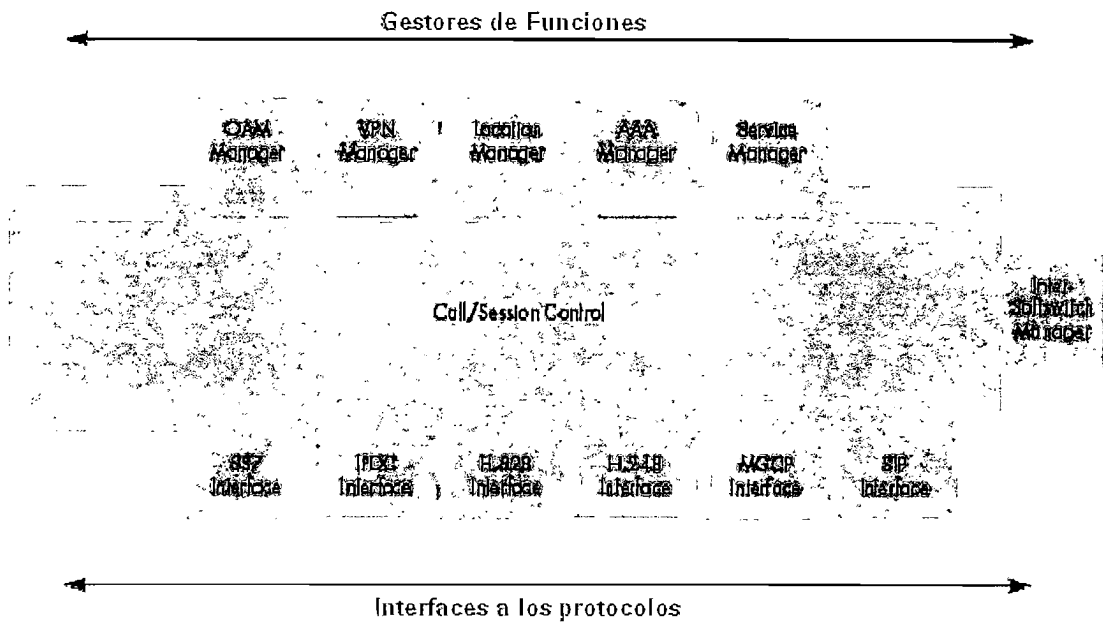 Gestores de Funciones
OAM Manager
VPN Manager
Location Manager
AAA Manager
Service Manager
Call/Session Control
Inter-
Softswitch
Manager
SS7 Interface
Interface
H.323 Interface
H.248 Interface
MGCP Interface
SIP Interface
Interfaces a los protocolos